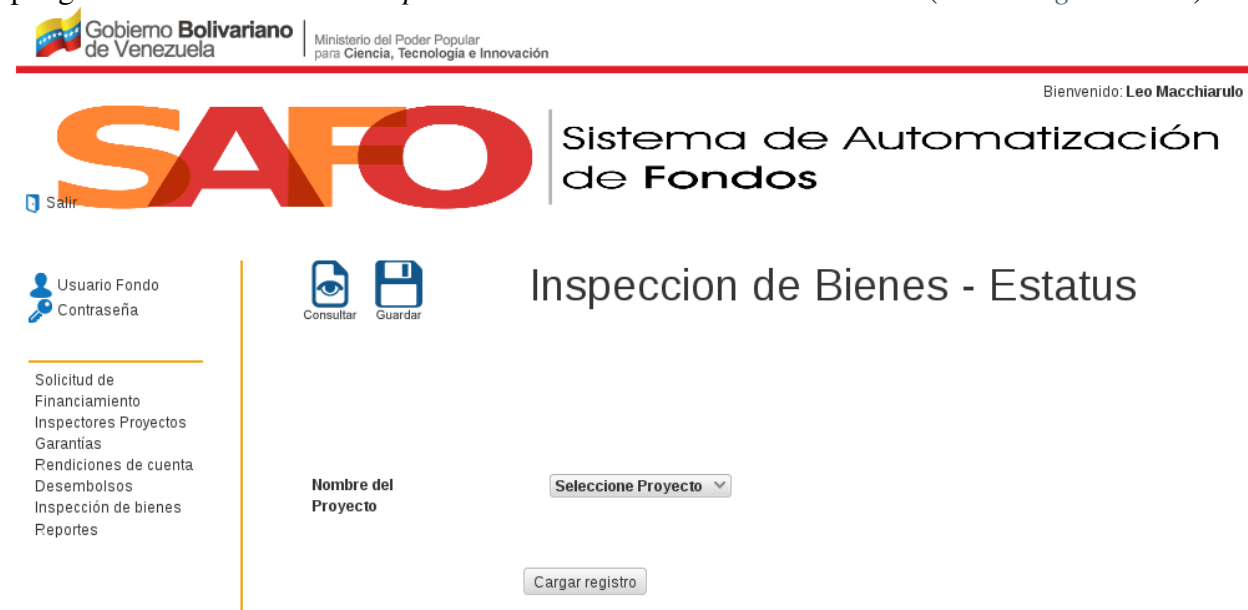 Gobierno Bolivariano
de Venezuela
Ministerio del Poder Popular
para Ciencia, Tecnología e Innovación
Bienvenido: Leo Macchiarulo
SAFO
Sistema de Automatización
de Fondos
Salir
Usuario Fondo
Contraseña
Consultar
Guardar
Inspeccion de Bienes - Estatus
Solicitud de
Financiamiento
Inspectores Proyectos
Garantías
Rendiciones de cuenta
Desembolsos
Inspección de bienes
Reportes
Nombre del
Proyecto
Seleccione Proyecto
Cargar registro